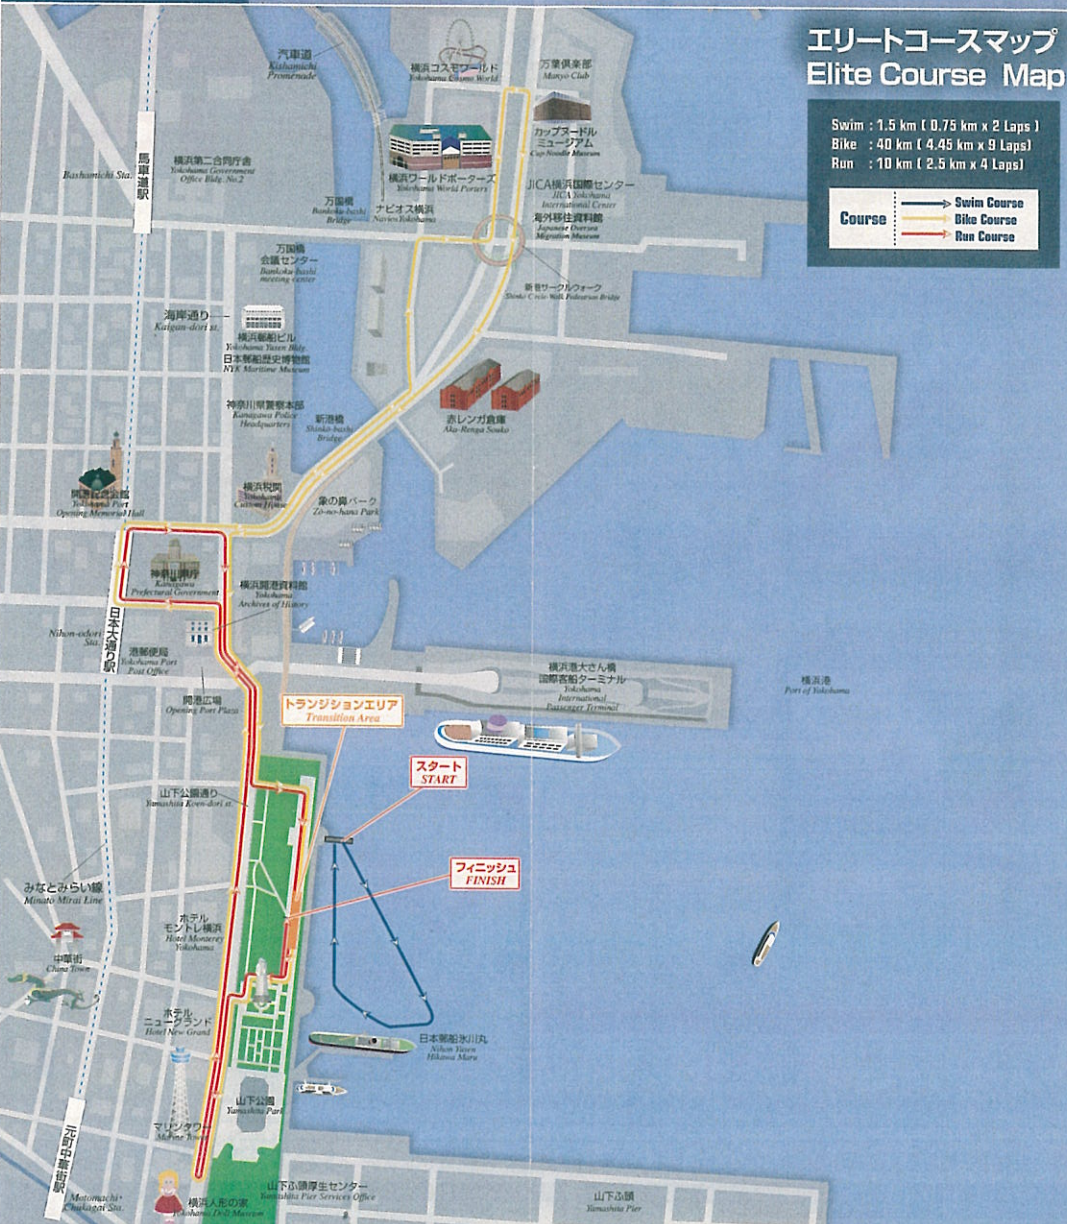 エリートコースマップ
Elite Course Map
Swim : 1.5 km ( 0.75 km x 2 Laps )
Bike : 40 km ( 4.45 km x 9 Laps)
Run : 10 km ( 2.5 km x 4 Laps)
Course
Swim Course
Bike Course
Run Course
汽車道
Kishamichi
Promenade
横浜コスモワールド
Yokohama Cosmo World
万葉倶楽部
Manyo Club
カップヌードル
ミュージアム
Cup Noodle Museum
馬車道駅
Bashamichi Sta.
横浜第二合同庁舎
Yokohama Government
Office Bldg. No.2
横浜ワールドポーターズ
Yokohama World Porters
JICA横浜国際センター
JICA Yokohama
International Center
万国橋
Bankoku-bashi
Bridge
ナビオス横浜
Navios Yokohama
海外移住資料館
Japanese Oversea
Migration Museum
万国橋
会議センター
Bankoku-bashi
meeting center
新港サークルウォーク
Shinko Circle Walk Pedestrian Bridge
海岸通り
Kaigan-dori st.
横浜郵船ビル
Yokohama Yusen Bldg.
日本郵船歴史博物館
NYK Maritime Museum
神奈川県警察本部
Kanagawa Police
Headquarters
新港橋
Shinko-bashi
Bridge
赤レンガ倉庫
Aka-Renga Souko
開港記念会館
Yokohama Port
Opening Memorial Hall
横浜税関
Yokohama
Custom House
象の鼻パーク
Zo-no-hana Park
神奈川県庁
Kanagawa
Prefectural Government
横浜開港資料館
Yokohama
Archives of History
日本大通り駅
Nihon-odori
Sta.
港郵便局
Yokohama Port
Post Office
開港広場
Opening Port Plaza
横浜港大さん橋
国際客船ターミナル
Yokohama
International
Passenger Terminal
横浜港
Port of Yokohama
トランジションエリア
Transition Area
スタート
START
山下公園通り
Yamashita Koen-dori st.
フィニッシュ
FINISH
みなとみらい線
Minato Mirai Line
ホテル
モントレ横浜
Hotel Monterey
Yokohama
中華街
China Town
ホテル
ニューグランド
Hotel New Grand
日本郵船氷川丸
Nihon Yusen
Hikawa Maru
山下公園
Yamashita Park
マリンタワー
Marine Tower
元町中華街駅
Motomachi・
Chukagai Sta.
横浜人形の家
Yokohama Doll Museum
山下ふ頭厚生センター
Yamashita Pier Services Office
山下ふ頭
Yamashita Pier